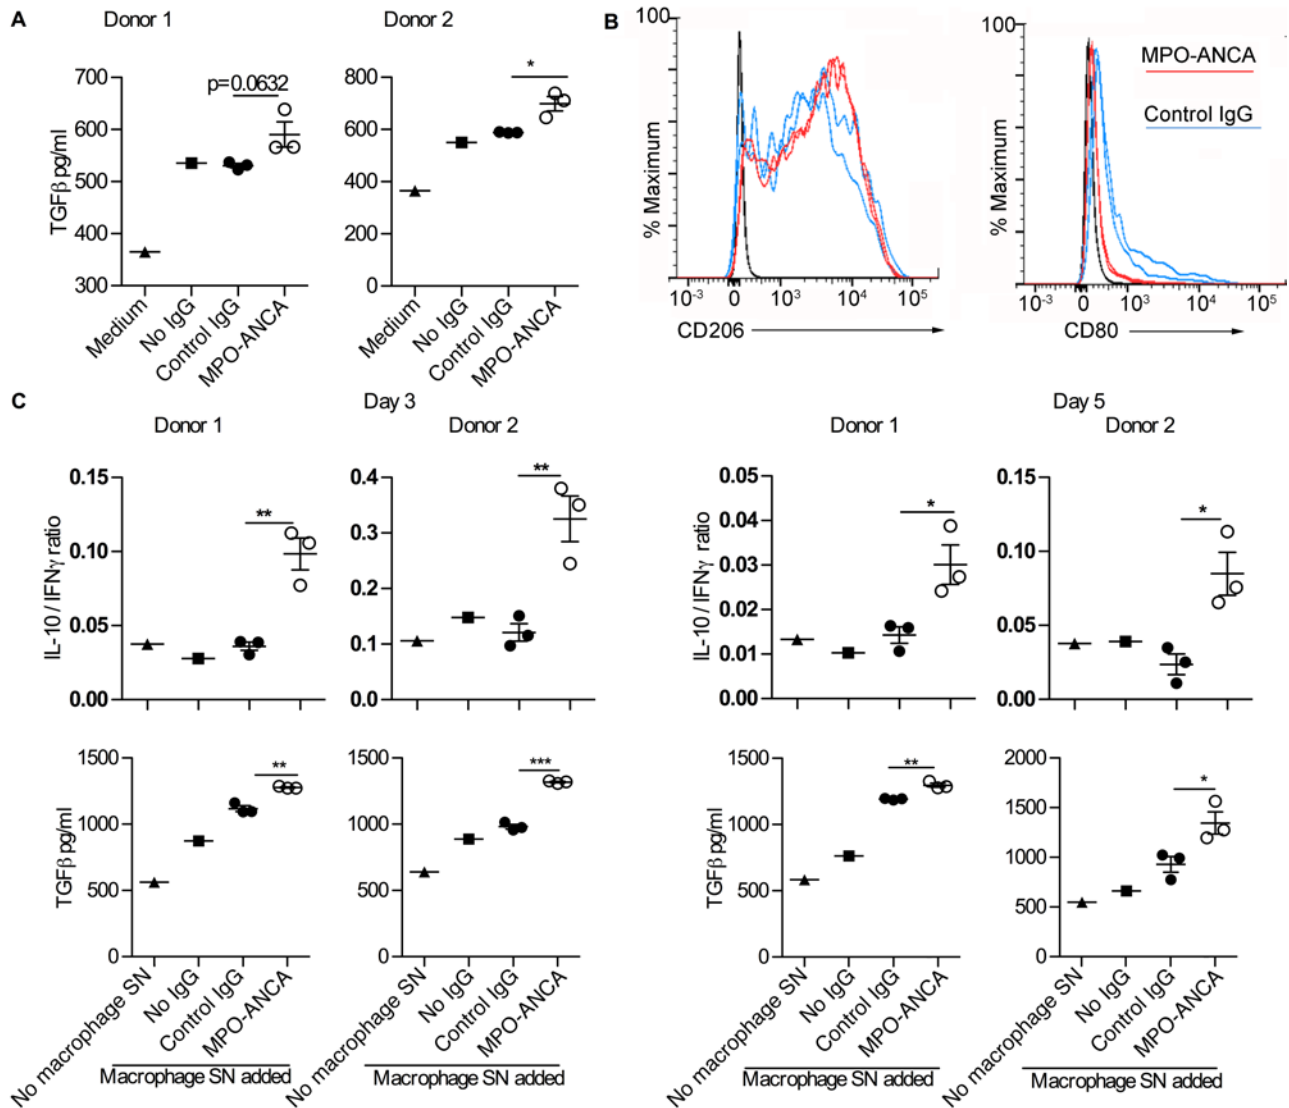 A
Donor 1
Donor 2
TGFβ pg/ml
700
600
500
400
300
p=0.0632
Medium
No IgG
Control IgG
MPO-ANCA
800
600
400
200
0
*
Medium
No IgG
Control IgG
MPO-ANCA
B
100
% Maximum
10-3
0
10³
10⁴
10⁵
CD206
100
% Maximum
MPO-ANCA
Control IgG
10-3
0
10³
10⁴
10⁵
CD80
C
Day 3
Donor 1
Donor 2
Day 5
Donor 1
Donor 2
IL-10 / IFNγ ratio
0.15
0.10
0.05
0.00
**
0.4
0.3
0.2
0.1
0.0
**
IL-10 / IFNγ ratio
0.05
0.04
0.03
0.02
0.01
0.00
*
0.15
0.10
0.05
0.00
*
TGFβ pg/ml
1500
1000
500
0
**
No macrophage SN
No IgG
Control IgG
MPO-ANCA
Macrophage SN added
1500
1000
500
0
***
No macrophage SN
No IgG
Control IgG
MPO-ANCA
Macrophage SN added
TGFβ pg/ml
1500
1000
500
0
**
No macrophage SN
No IgG
Control IgG
MPO-ANCA
Macrophage SN added
2000
1500
1000
500
0
*
No macrophage SN
No IgG
Control IgG
MPO-ANCA
Macrophage SN added